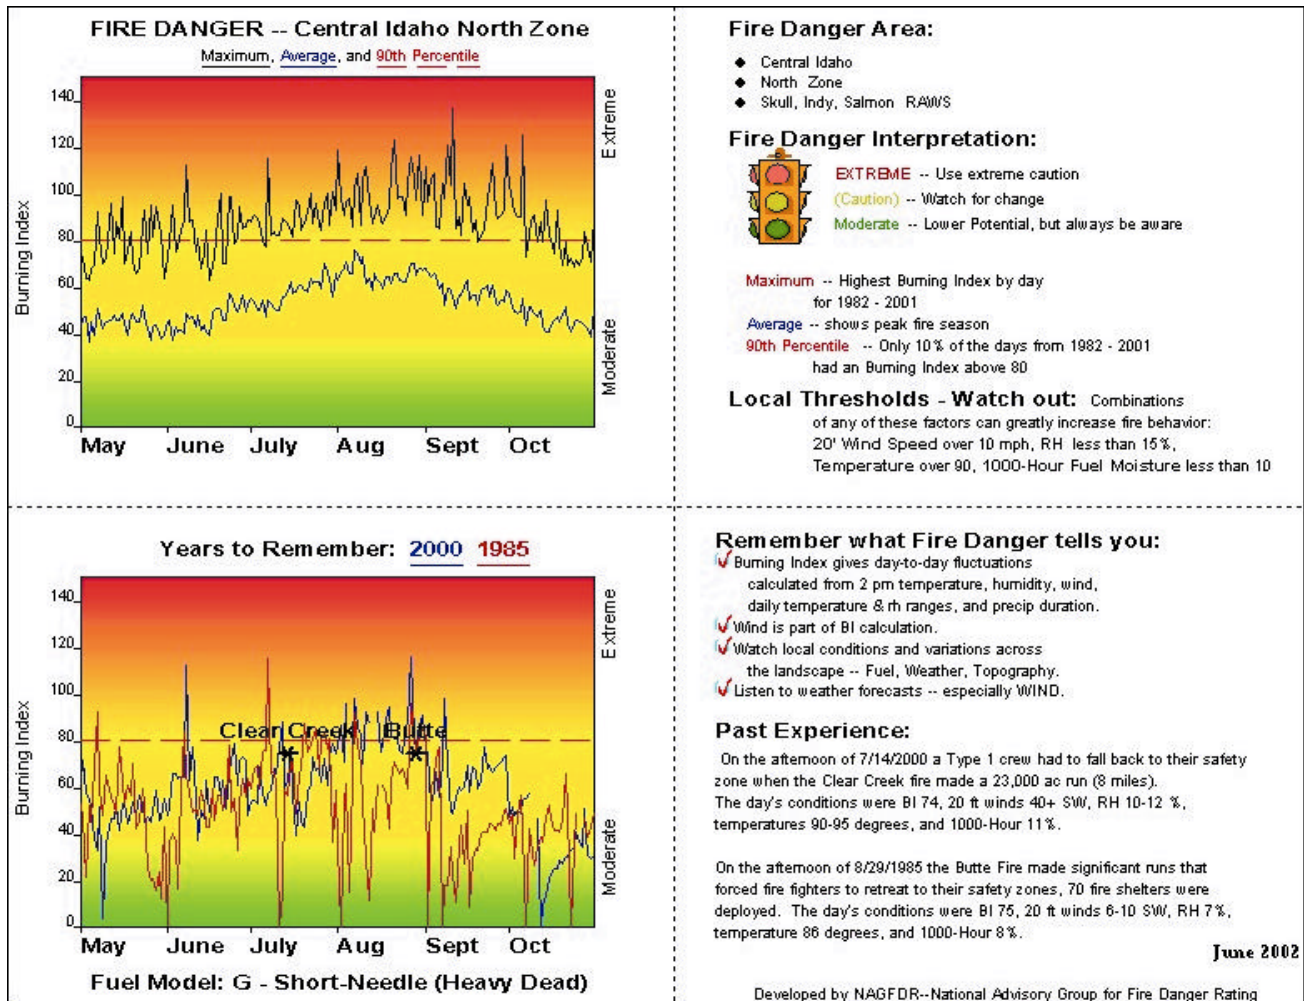 FIRE DANGER -- Central Idaho North Zone
Maximum, Average, and 90th Percentile
140
120
100
80
60
40
20
0
Burning Index
Extreme
Moderate
May June July Aug Sept Oct
Fire Danger Area:
◆ Central Idaho
◆ North Zone
◆ Skull, Indy, Salmon RAWS
Fire Danger Interpretation:
EXTREME -- Use extreme caution
(Caution) -- Watch for change
Moderate -- Lower Potential, but always be aware
Maximum -- Highest Burning Index by day
for 1982 - 2001
Average -- shows peak fire season
90th Percentile -- Only 10% of the days from 1982 - 2001
had an Burning Index above 80
Local Thresholds - Watch out: Combinations
of any of these factors can greatly increase fire behavior:
20' Wind Speed over 10 mph, RH less than 15%,
Temperature over 90, 1000-Hour Fuel Moisture less than 10
Years to Remember: 2000 1985
140
120
100
80
60
40
20
0
Burning Index
Extreme
Moderate
Clear Creek Butte
May June July Aug Sept Oct
Fuel Model: G - Short-Needle (Heavy Dead)
Remember what Fire Danger tells you:
Burning Index gives day-to-day fluctuations
calculated from 2 pm temperature, humidity, wind,
daily temperature & rh ranges, and precip duration.
Wind is part of BI calculation.
Watch local conditions and variations across
the landscape -- Fuel, Weather, Topography.
Listen to weather forecasts -- especially WIND.
Past Experience:
On the afternoon of 7/14/2000 a Type 1 crew had to fall back to their safety
zone when the Clear Creek fire made a 23,000 ac run (8 miles).
The day's conditions were BI 74, 20 ft winds 40+ SW, RH 10-12 %,
temperatures 90-95 degrees, and 1000-Hour 11%.
On the afternoon of 8/29/1985 the Butte Fire made significant runs that
forced fire fighters to retreat to their safety zones, 70 fire shelters were
deployed. The day's conditions were BI 75, 20 ft winds 6-10 SW, RH 7%,
temperature 86 degrees, and 1000-Hour 8%.
June 2002
Developed by NAGFDR--National Advisory Group for Fire Danger Rating